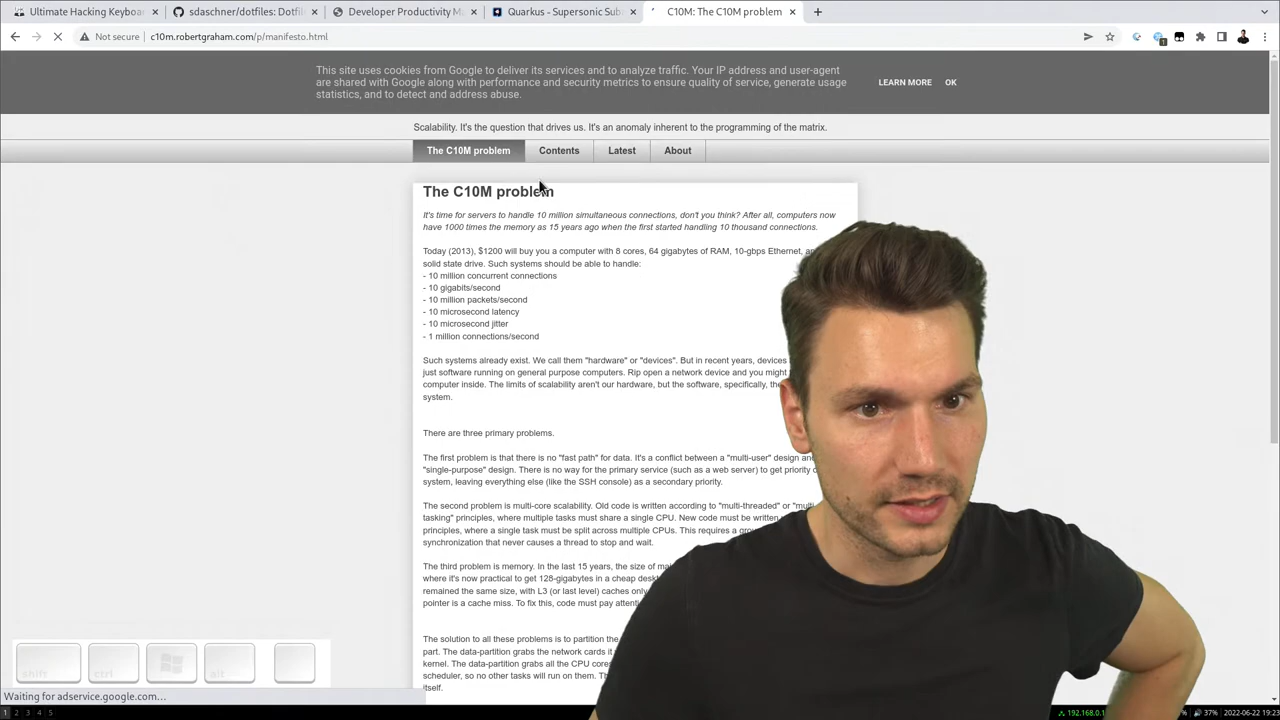 Ultimate Hacking Keyboa
sdaschner/dotfiles: Dotfil
Developer Productivity M
Quarkus - Supersonic Sub
C10M: The C10M problem
Not secure
c10m.robertgraham.com/p/manifesto.html
1
This site uses cookies from Google to deliver its services and to analyze traffic. Your IP address and user-agent
are shared with Google along with performance and security metrics to ensure quality of service, generate usage
statistics, and to detect and address abuse.
LEARN MORE
OK
Scalability. It's the question that drives us. It's an anomaly inherent to the programming of the matrix.
The C10M problem
Contents
Latest
About
The C10M problem
It's time for servers to handle 10 million simultaneous connections, don't you think? After all, computers now
have 1000 times the memory as 15 years ago when the first started handling 10 thousand connections.
Today (2013), $1200 will buy you a computer with 8 cores, 64 gigabytes of RAM, 10-gbps Ethernet, and
solid state drive. Such systems should be able to handle:
- 10 million concurrent connections
- 10 gigabits/second
- 10 million packets/second
- 10 microsecond latency
- 10 microsecond jitter
- 1 million connections/second
Such systems already exist. We call them "hardware" or "devices". But in recent years, devices
just software running on general purpose computers. Rip open a network device and you might
computer inside. The limits of scalability aren't our hardware, but the software, specifically, the
system.
There are three primary problems.
The first problem is that there is no "fast path" for data. It's a conflict between a "multi-user" design and
"single-purpose" design. There is no way for the primary service (such as a web server) to get priority
system, leaving everything else (like the SSH console) as a secondary priority.
The second problem is multi-core scalability. Old code is written according to "multi-threaded" or "multi
tasking" principles, where multiple tasks must share a single CPU. New code must be written
principles, where a single task must be split across multiple CPUs. This requires a
synchronization that never causes a thread to stop and wait.
The third problem is memory. In the last 15 years, the size of
where it's now practical to get 128-gigabytes in a cheap
remained the same size, with L3 (or last level) caches
pointer is a cache miss. To fix this, code must pay
The solution to all these problems is to partition the
part. The data-partition grabs the network cards
kernel. The data-partition grabs all the CPU
scheduler, so no other tasks will run on them.
itself.
shift
ctrl
alt
Waiting for adservice.google.com…
1 2 3 4 5
192.168.0.1
37%
2022-06-22 19:23